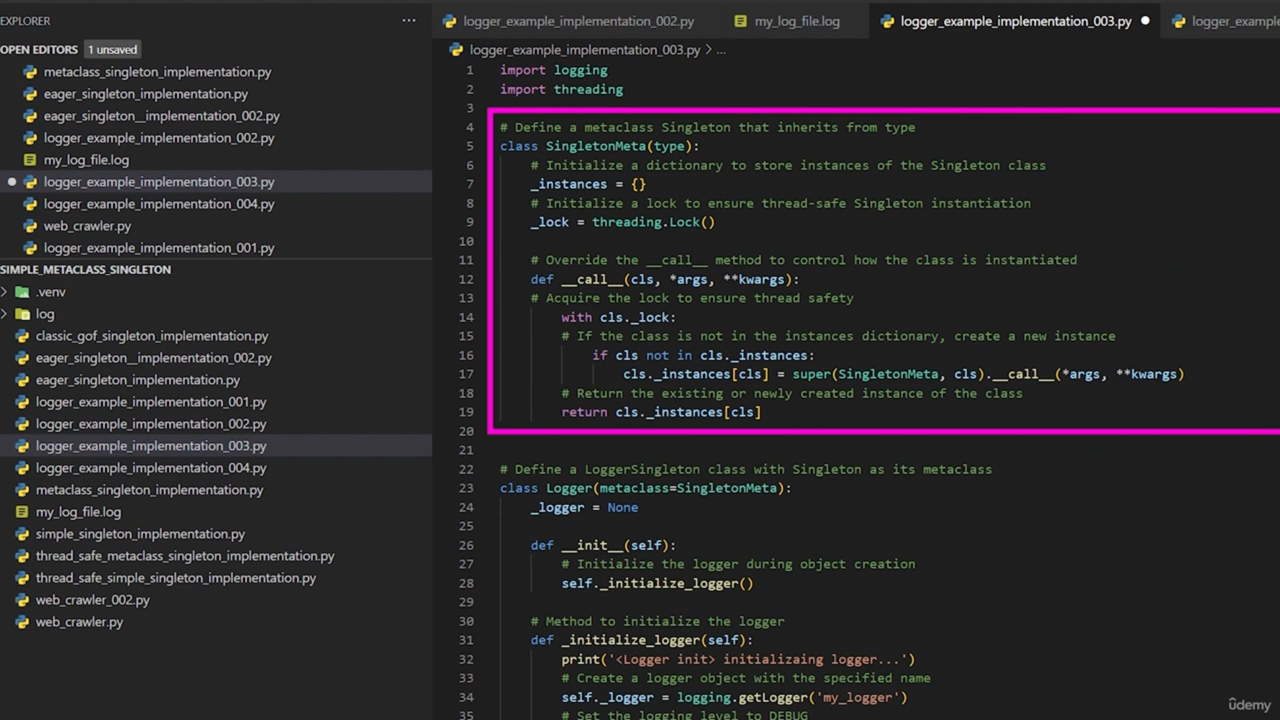 EXPLORER
...
OPEN EDITORS 1 unsaved
metaclass_singleton_implementation.py
eager_singleton_implementation.py
eager_singleton__implementation_002.py
logger_example_implementation_002.py
my_log_file.log
logger_example_implementation_003.py
logger_example_implementation_004.py
web_crawler.py
logger_example_implementation_001.py
SIMPLE_METACLASS_SINGLETON
.venv
log
classic_gof_singleton_implementation.py
eager_singleton__implementation_002.py
eager_singleton_implementation.py
logger_example_implementation_001.py
logger_example_implementation_002.py
logger_example_implementation_003.py
logger_example_implementation_004.py
metaclass_singleton_implementation.py
my_log_file.log
simple_singleton_implementation.py
thread_safe_metaclass_singleton_implementation.py
thread_safe_simple_singleton_implementation.py
web_crawler_002.py
web_crawler.py
logger_example_implementation_002.py my_log_file.log logger_example_implementation_003.py logger_example
logger_example_implementation_003.py > ...
1 import logging
2 import threading
3
4 # Define a metaclass Singleton that inherits from type
5 class SingletonMeta(type):
6 # Initialize a dictionary to store instances of the Singleton class
7 _instances = {}
8 # Initialize a lock to ensure thread-safe Singleton instantiation
9 _lock = threading.Lock()
10
11 # Override the __call__ method to control how the class is instantiated
12 def __call__(cls, *args, **kwargs):
13 # Acquire the lock to ensure thread safety
14 with cls._lock:
15 # If the class is not in the instances dictionary, create a new instance
16 if cls not in cls._instances:
17 cls._instances[cls] = super(SingletonMeta, cls).__call__(*args, **kwargs)
18 # Return the existing or newly created instance of the class
19 return cls._instances[cls]
20
21
22 # Define a LoggerSingleton class with Singleton as its metaclass
23 class Logger(metaclass=SingletonMeta):
24 _logger = None
25
26 def __init__(self):
27 # Initialize the logger during object creation
28 self._initialize_logger()
29
30 # Method to initialize the logger
31 def _initialize_logger(self):
32 print('<Logger init> initializaing logger...')
33 # Create a logger object with the specified name
34 self._logger = logging.getLogger('my_logger')
35 # Set the logging level to DEBUG
udemy